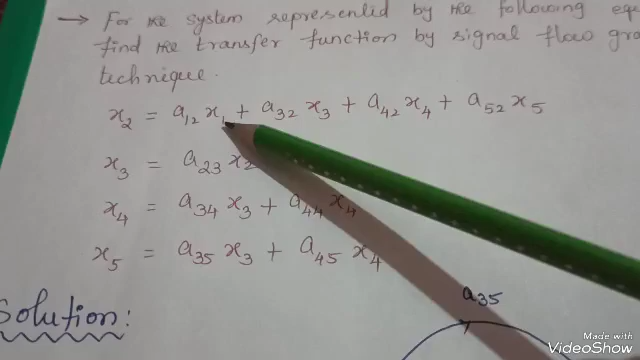 → For the system represented by the following
find the transfer function by signal flow
technique.
x₂ = a₁₂ x₁ + a₃₂ x₃ + a₄₂ x₄ + a₅₂ x₅
x₃ = a₂₃ x₂
x₄ = a₃₄ x₃ + a₄₄ x₄
x₅ = a₃₅ x₃ + a₄₅ x₄
Solution:
a₃₅
Made with
VideoShow